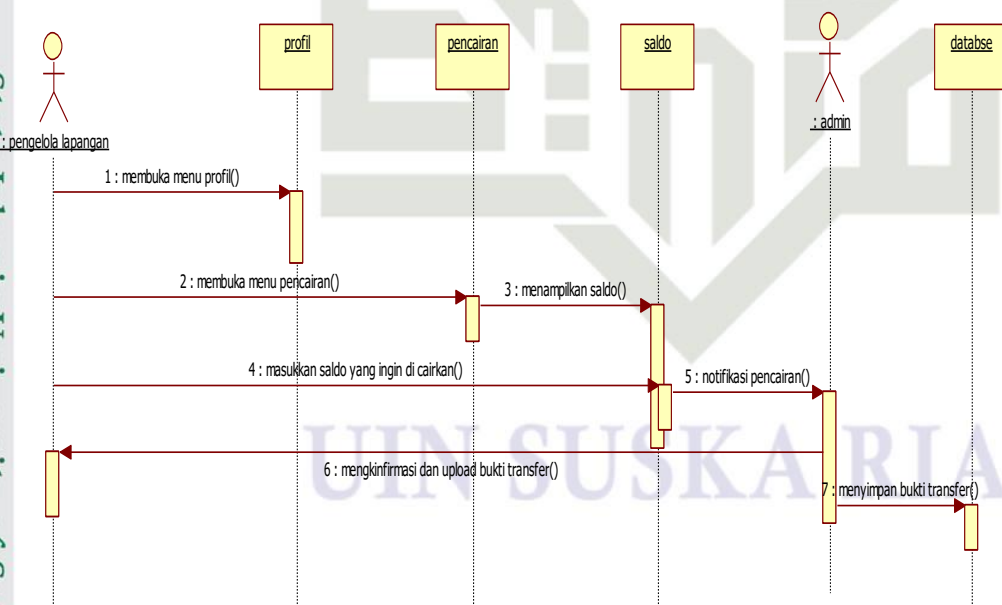 profil
pencairan
saldo
databse
: admin
: pengelola lapangan
1 : membuka menu profil()
2 : membuka menu pencairan()
3 : menampilkan saldo()
4 : masukkan saldo yang ingin di cairkan()
5 : notifikasi pencairan()
6 : mengkinfirmasi dan upload bukti transfer()
7 : menyimpan bukti transfer()
UIN SUSKA RIA